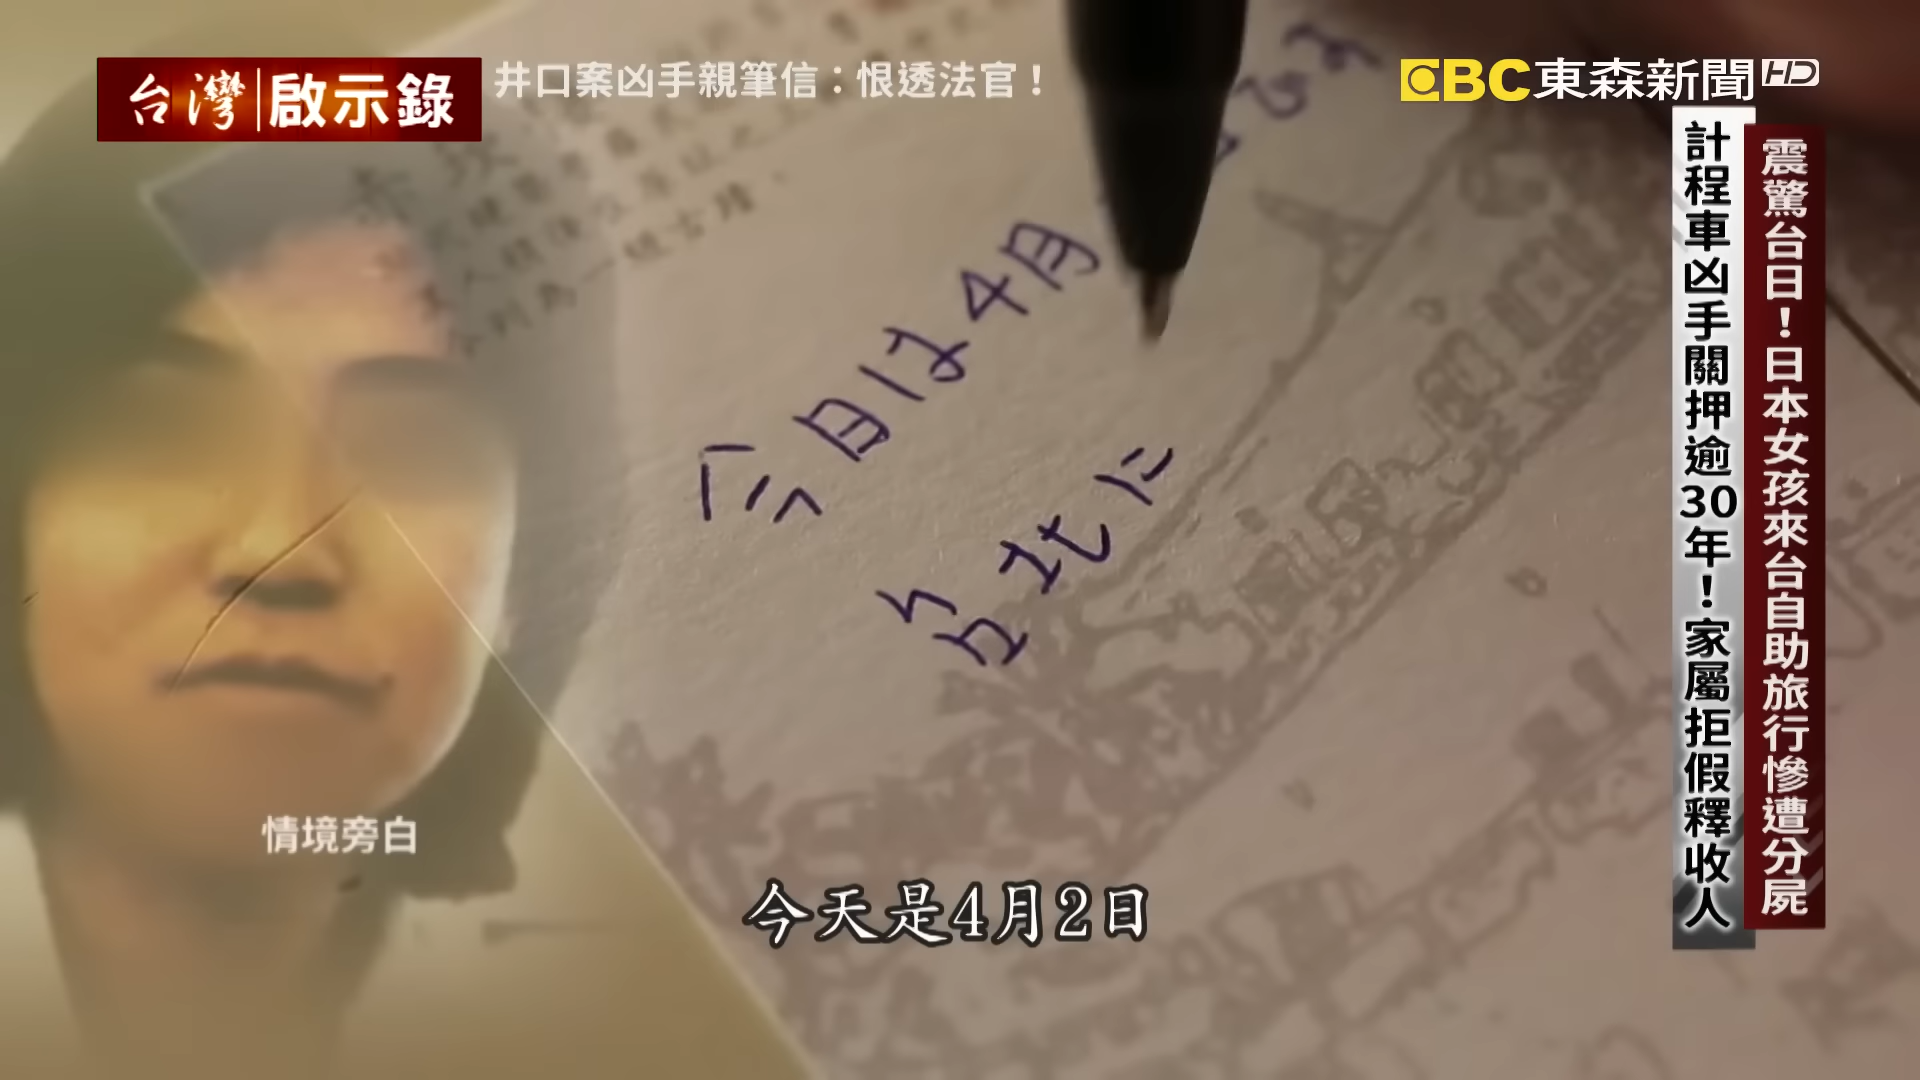 台灣 啟示錄
井口案凶手親筆信：恨透法官！
EBC東森新聞HD
震驚台日！日本女孩來台自助旅行慘遭分屍
計程車凶手關押逾30年！家屬拒假釋收人
今日は4月
台北に
情境旁白
今天是4月2日